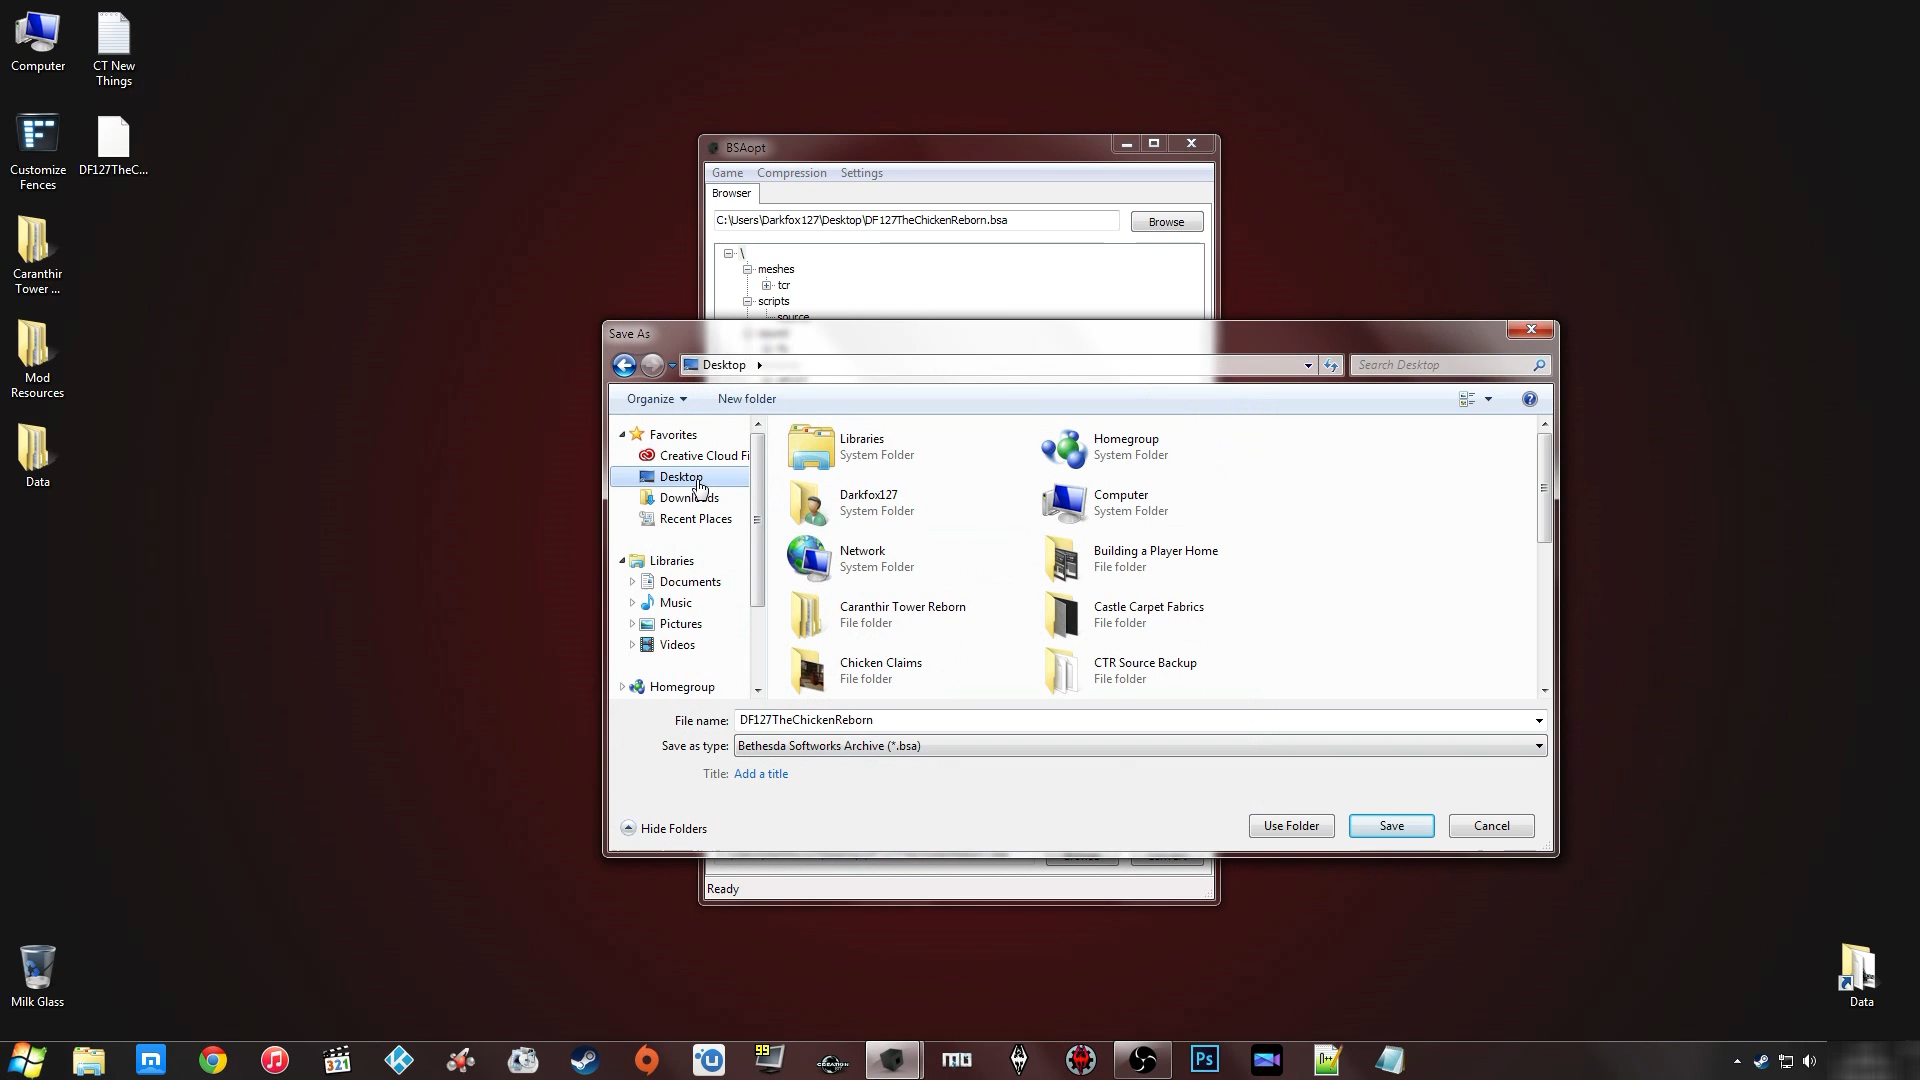 Computer
CT New
Things
Customize
Fences
DF127TheC...
Caranthir
Tower ...
Mod
Resources
Data
Milk Glass
Data
BSAopt
Game Compression Settings
Browser
C:\Users\Darkfox127\Desktop\DF127TheChickenReborn.bsa
Browse
\
meshes
tcr
scripts
source
Save As
Desktop
Search Desktop
Organize New folder
Favorites
Creative Cloud Fi
Desktop
Downloads
Recent Places
Libraries
Documents
Music
Pictures
Videos
Homegroup
Libraries
System Folder
Homegroup
System Folder
Darkfox127
System Folder
Computer
System Folder
Network
System Folder
Building a Player Home
File folder
Caranthir Tower Reborn
File folder
Castle Carpet Fabrics
File folder
Chicken Claims
File folder
CTR Source Backup
File folder
File name: DF127TheChickenReborn
Save as type: Bethesda Softworks Archive (*.bsa)
Title: Add a title
Hide Folders
Use Folder Save Cancel
Ready
321
99
Ps